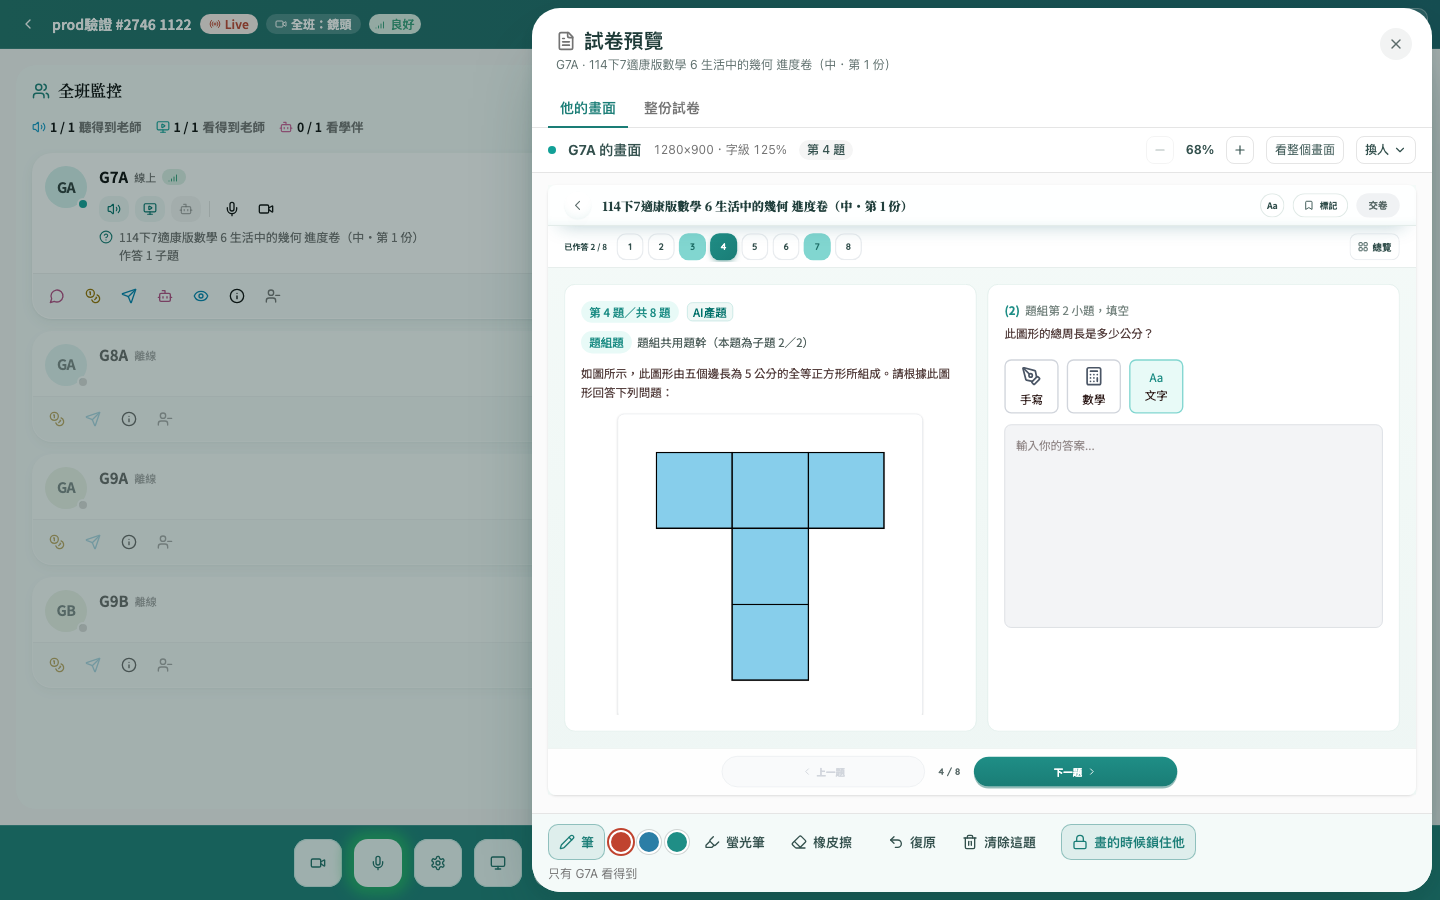 prod驗證 #2746 1122 Live 全班：鏡頭 良好
全班監控
1 / 1 聽得到老師 1 / 1 看得到老師 0 / 1 看學伴
GA G7A 線上
114下7適康版數學 6 生活中的幾何 進度卷（中・第 1 份）
作答 1 子題
GA G8A 離線
GA G9A 離線
GB G9B 離線
試卷預覽
G7A · 114下7適康版數學 6 生活中的幾何 進度卷（中・第 1 份）
他的畫面 整份試卷
G7A 的畫面 1280×900 · 字級 125% 第 4 題 68% 看整個畫面 換人
114下7適康版數學 6 生活中的幾何 進度卷（中・第 1 份） Aa 標記 交卷
已作答 2 / 8 1 2 3 4 5 6 7 8 總覽
第 4 題／共 8 題 AI產題
題組題 題組共用題幹（本題為子題 2／2）
如圖所示，此圖形由五個邊長為 5 公分的全等正方形所組成。請根據此圖
形回答下列問題：
(2) 題組第 2 小題，填空
此圖形的總周長是多少公分？
手寫 數學 Aa 文字
輸入你的答案...
上一題 4 / 8 下一題
筆 螢光筆 橡皮擦 復原 清除這題 畫的時候鎖住他
只有 G7A 看得到